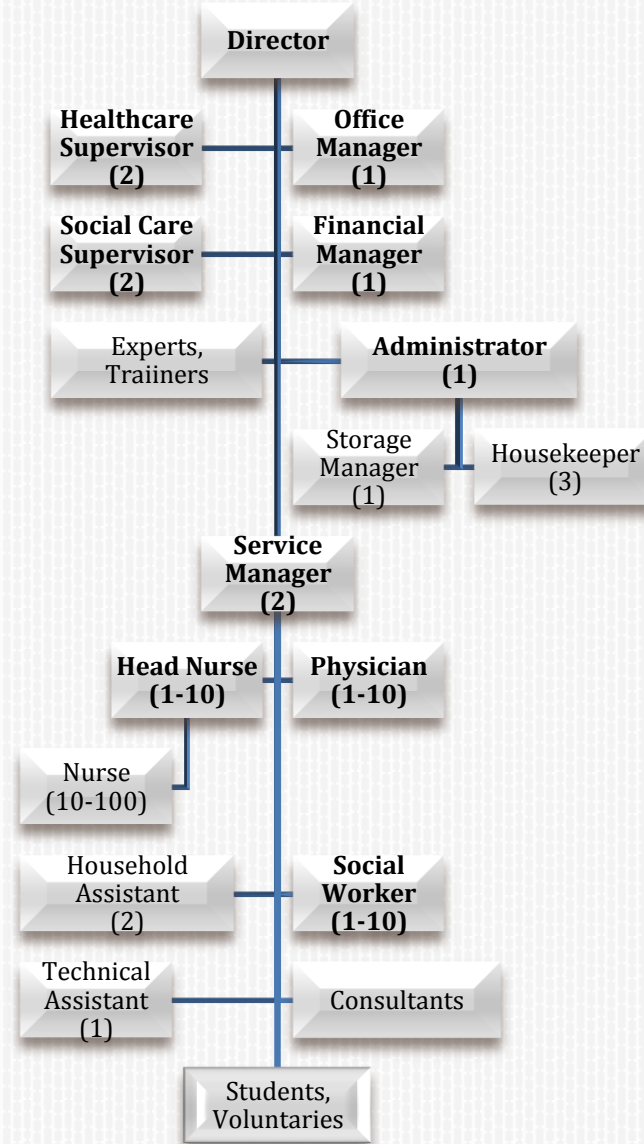 Director
Healthcare
Supervisor
(2)
Office
Manager
(1)
Social Care
Supervisor
(2)
Financial
Manager
(1)
Experts,
Traiiners
Administrator
(1)
Storage
Manager
(1)
Housekeeper
(3)
Service
Manager
(2)
Head Nurse
(1-10)
Physician
(1-10)
Nurse
(10-100)
Household
Assistant
(2)
Social
Worker
(1-10)
Technical
Assistant
(1)
Consultants
Students,
Voluntaries